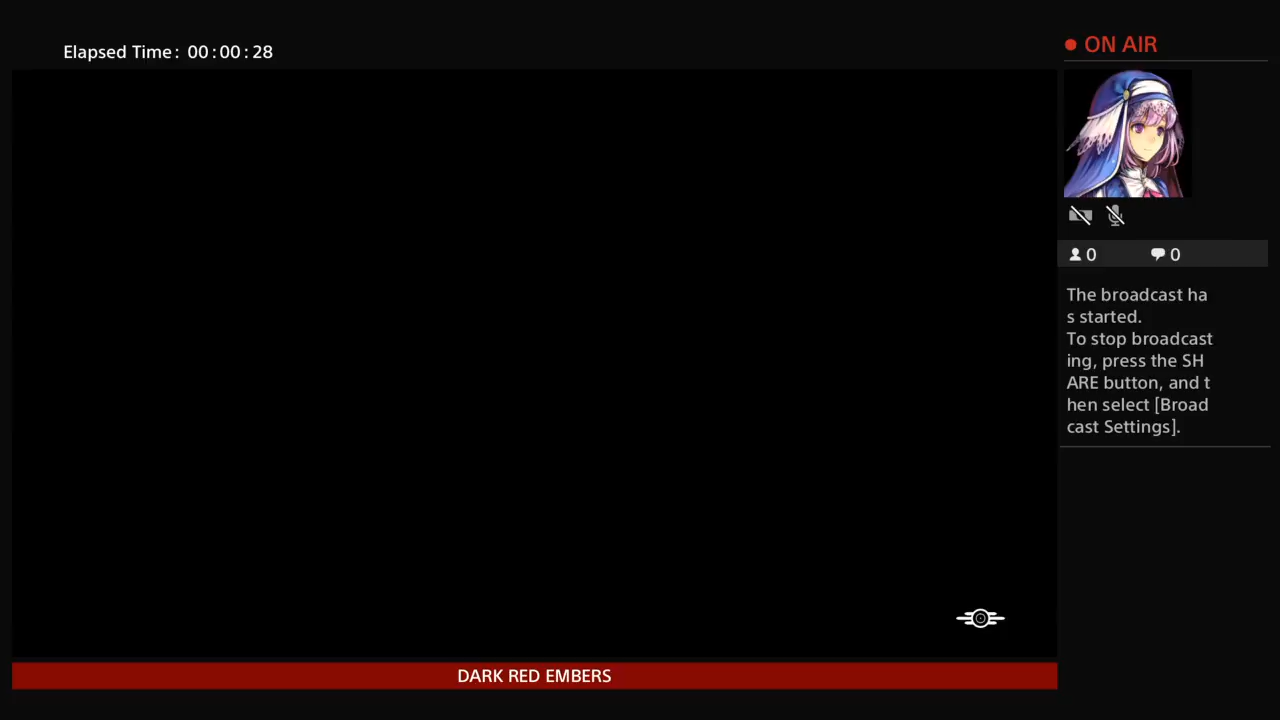 Elapsed Time: 00:00:28
ON AIR
0
0
The broadcast ha
s started.
To stop broadcast
ing, press the SH
ARE button, and t
hen select [Broad
cast Settings].
DARK RED EMBERS